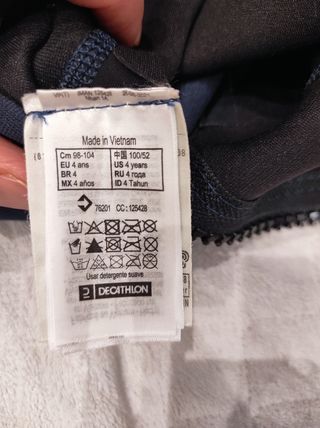 Made in Vietnam
Cm 98-104
EU 4 ans
BR 4
MX 4 años
中国 100/52
US 4 years
RU 4 года
ID 4 Tahun
76201 CC : 125428
Usar detergente suave
DECATHLON